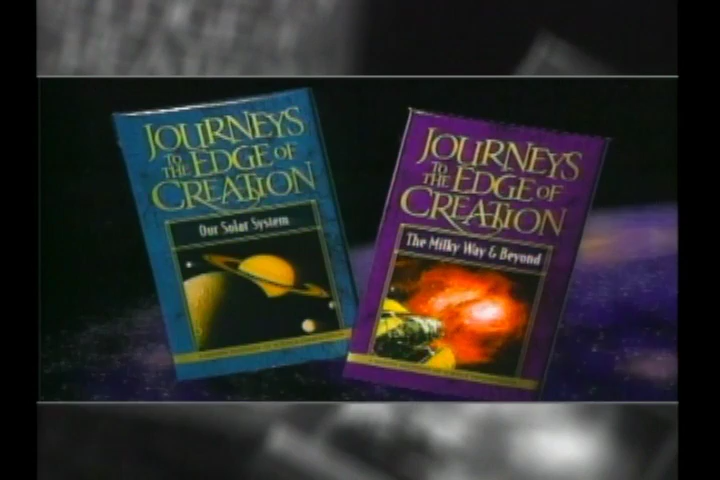 JOURNEYS
TO
THE EDGE OF
CREATION
Our Solar System
JOURNEYS
TO
THE EDGE OF
CREATION
The Milky Way & Beyond